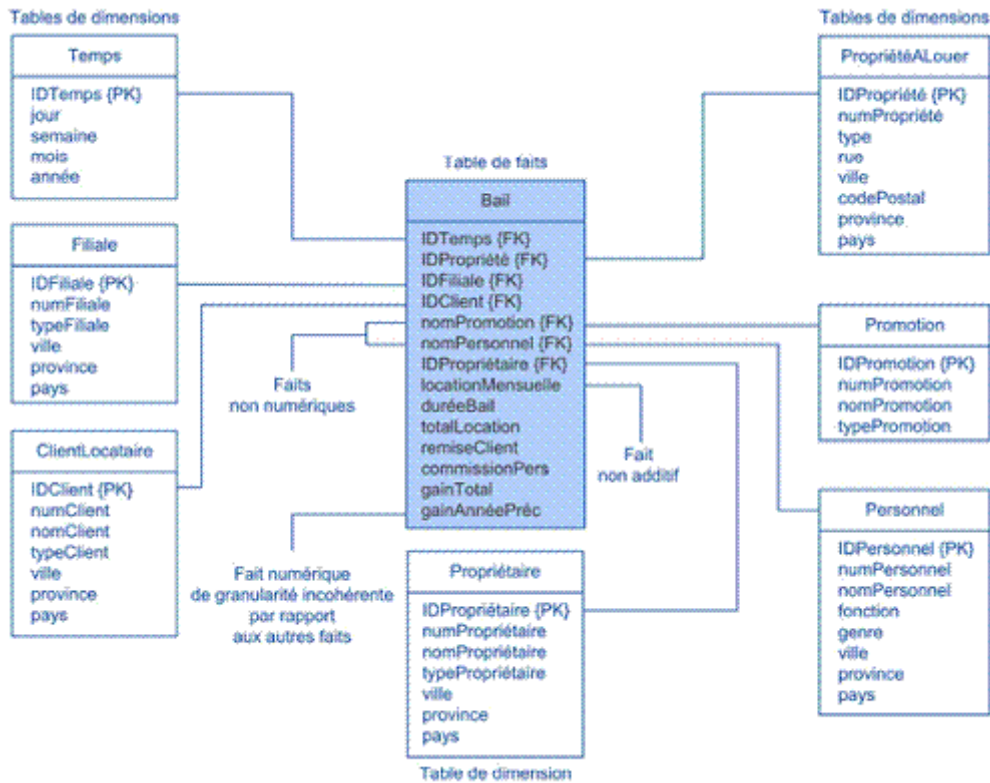 Tables de dimensions
Temps
IDTemps {PK}
jour
semaine
mois
année
Filiale
IDFiliale {PK}
numFiliale
typeFiliale
ville
province
pays
ClientLocataire
IDClient {PK}
numClient
nomClient
typeClient
ville
province
pays
Table de faits
Bail
IDTemps {FK}
IDPropriété {FK}
IDFiliale {FK}
IDClient {FK}
nomPromotion {FK}
nomPersonnel {FK}
IDPropriétaire {FK}
locationMensuelle
duréeBail
totalLocation
remiseClient
commissionPers
gainTotal
gainAnnéePréc
Faits
non numériques
Fait
non additif
Fait numérique
de granularité incohérente
par rapport
aux autres faits
Propriétaire
IDPropriétaire {PK}
numPropriétaire
nomPropriétaire
typePropriétaire
ville
province
pays
Table de dimension
Tables de dimensions
PropriétéALouer
IDPropriété {PK}
numPropriété
type
rue
ville
codePostal
province
pays
Promotion
IDPromotion {PK}
numPromotion
nomPromotion
typePromotion
Personnel
IDPersonnel {PK}
numPersonnel
nomPersonnel
fonction
genre
ville
province
pays